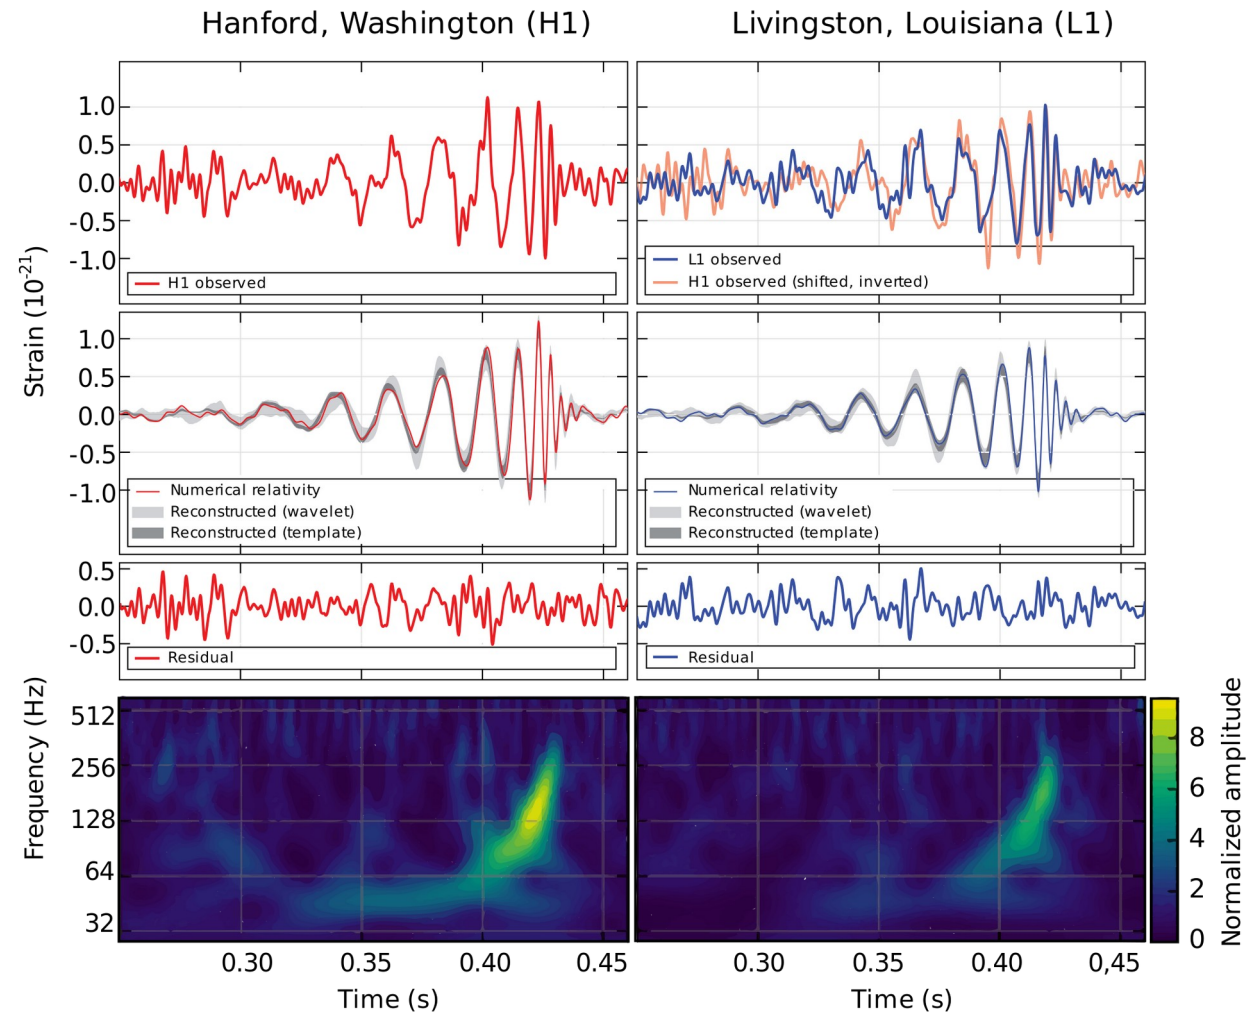 Hanford, Washington (H1)
Livingston, Louisiana (L1)
Strain (10-21)
1.0
0.5
0.0
-0.5
-1.0
H1 observed
L1 observed
H1 observed (shifted, inverted)
1.0
0.5
0.0
-0.5
-1.0
Numerical relativity
Reconstructed (wavelet)
Reconstructed (template)
Numerical relativity
Reconstructed (wavelet)
Reconstructed (template)
0.5
0.0
-0.5
Residual
Residual
Frequency (Hz)
512
256
128
64
32
0.30 0.35 0.40 0.45
Time (s)
0.30 0.35 0.40 0,45
Time (s)
8
6
4
2
0
Normalized amplitude